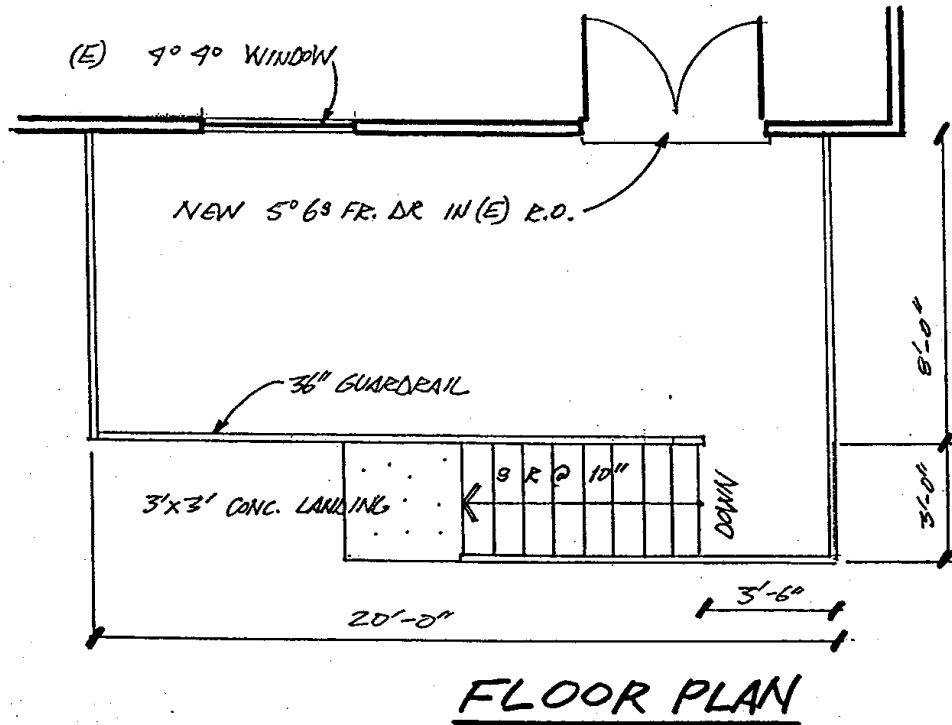 (E) 4⁰ 4⁰ WINDOW
NEW 5⁰ 6⁸ FR. DR IN (E) R.O.
8'-0"
36" GUARDRAIL
9 R @ 10"
3'x3' CONC. LANDING
DOWN
3'-0"
3'-6"
20'-0"
FLOOR PLAN